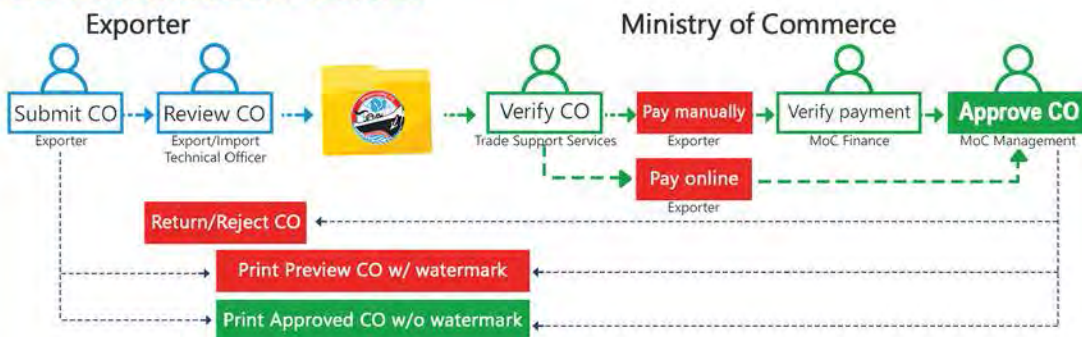 Exporter
Ministry of Commerce
Submit CO
Exporter
Review CO
Export/Import
Technical Officer
Verify CO
Trade Support Services
Pay manually
Exporter
Verify payment
MoC Finance
Approve CO
MoC Management
Pay online
Exporter
Return/Reject CO
Print Preview CO w/ watermark
Print Approved CO w/o watermark